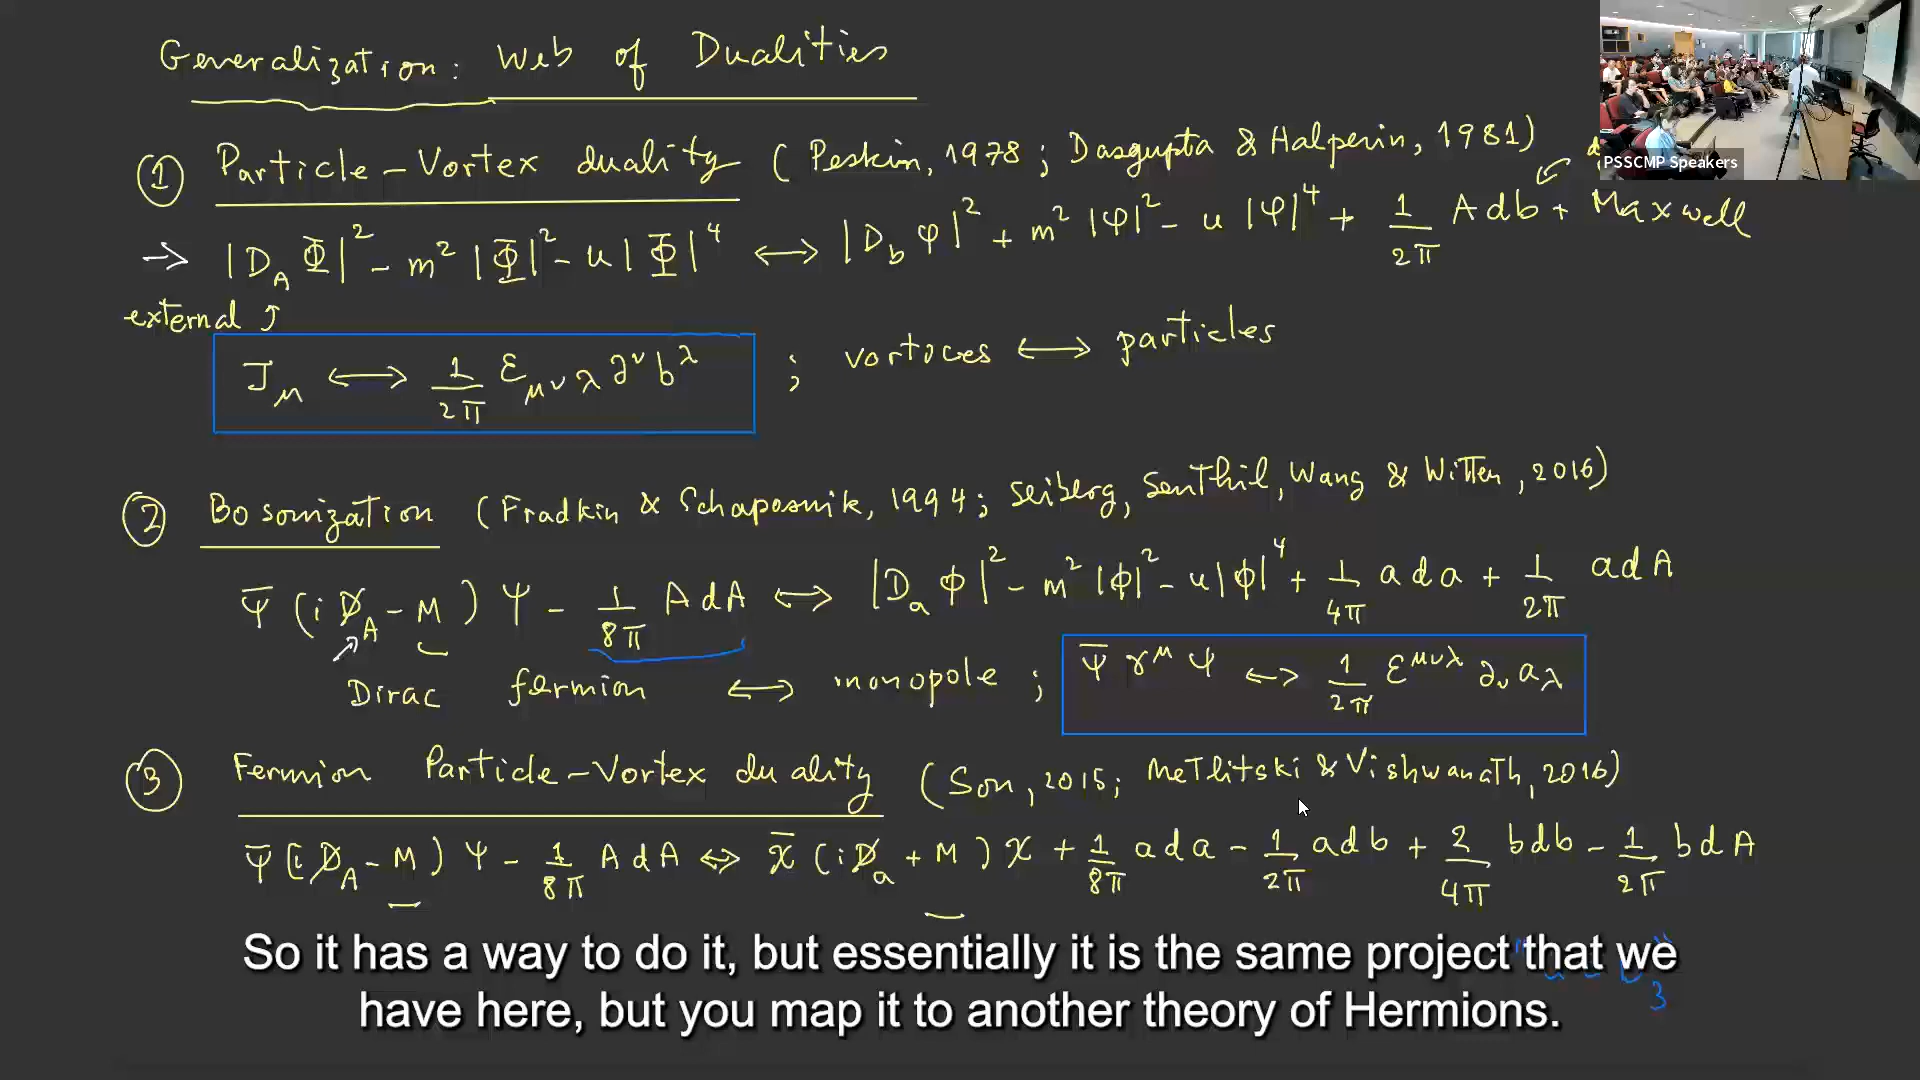 Generalization: Web of Dualities
① Particle-Vortex duality (Peskin, 1978; Dasgupta & Halperin, 1981)
PSSCMP Speakers
→ |D_A Φ|² - m² |Φ|² - u |Φ|⁴ ⟷ |D_b φ|² + m² |φ|² - u |φ|⁴ + 1/2π Adb + Maxwell
external ↑
J_μ ⟷ 1/2π ε_μνλ ∂^ν b^λ ; vortices ⟷ particles
② Bosonization (Fradkin & Schaposnik, 1994; Seiberg, Senthil, Wang & Witten, 2016)
Ψ̄ (i D̸_A - M) Ψ - 1/8π AdA ⟷ |D_a ϕ|² - m² |ϕ|² - u |ϕ|⁴ + 1/4π ada + 1/2π adA
Dirac fermion ⟷ monopole ; Ψ̄ γ^μ Ψ ⟷ 1/2π ε^μνλ ∂_ν a_λ
③ Fermion Particle-Vortex duality (Son, 2015; Metlitski & Vishwanath, 2016)
Ψ̄ [i D̸_A - M) Ψ - 1/8π AdA ⟷ χ̄ (i D̸_a + M) χ + 1/8π ada - 1/2π adb + 2/4π bdb - 1/2π bdA
So it has a way to do it, but essentially it is the same project that we
have here, but you map it to another theory of Hermions.
3